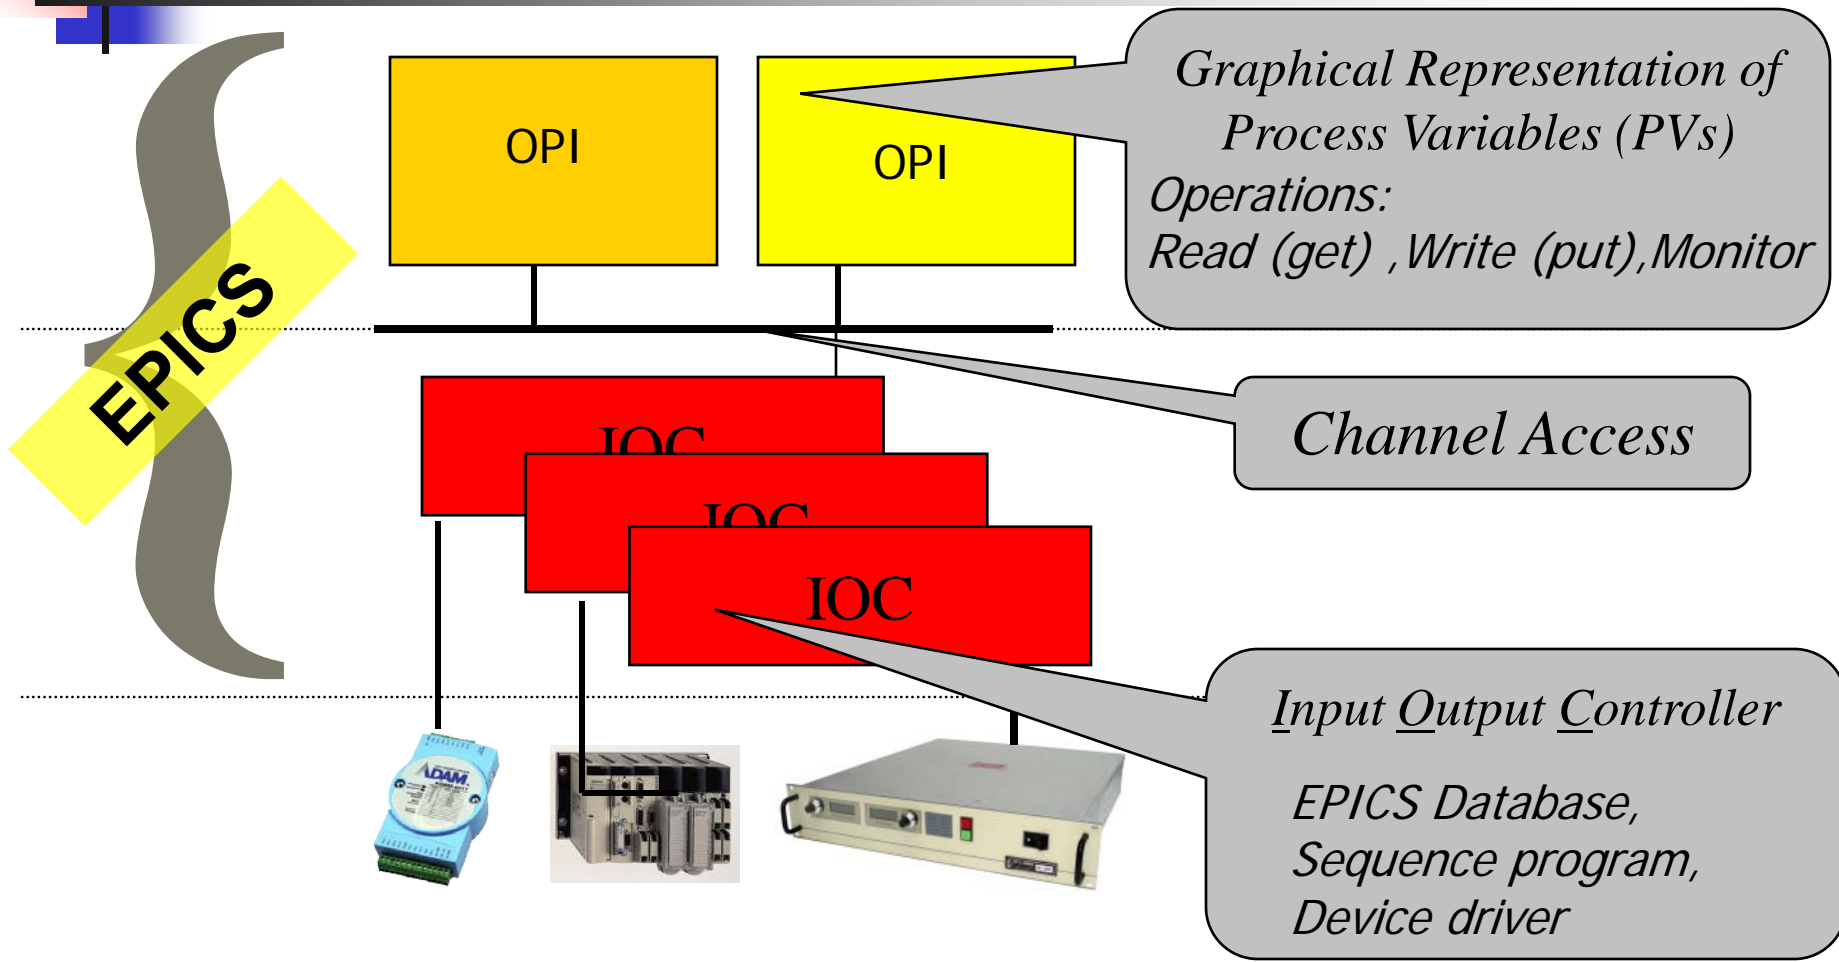 Graphical Representation of
Process Variables (PVs)
Operations:
Read (get) ,Write (put),Monitor
OPI
OPI
EPICS
Channel Access
IOC
IOC
IOC
Input Output Controller
EPICS Database,
Sequence program,
Device driver
ADAM